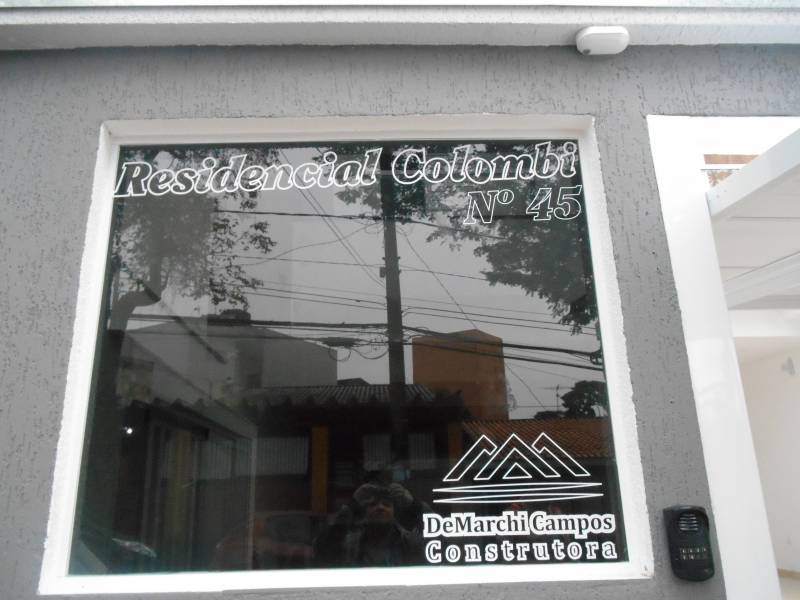 Residencial Colombi
Nº 45
DeMarchi Campos
Construtora